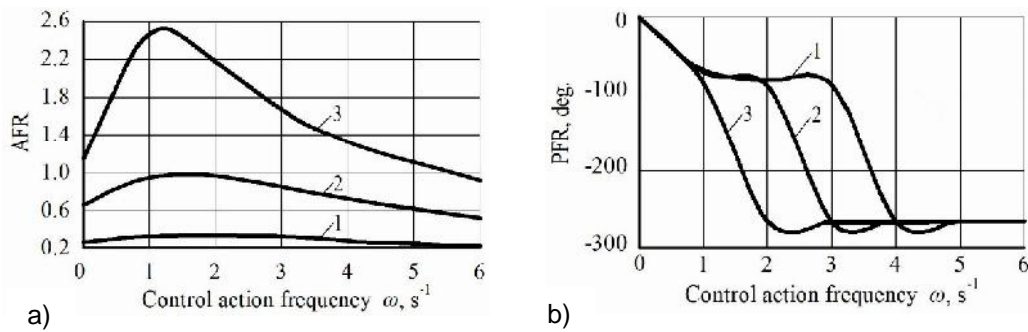 AFR
2.6
2.2
1.8
1.4
1.0
0.6
0.2
3
2
1
0 1 2 3 4 5 6
Control action frequency ω, s-1
a)
PFR, deg.
0
-100
-200
-300
1
3
2
0 1 2 3 4 5 6
Control action frequency ω, s-1
b)